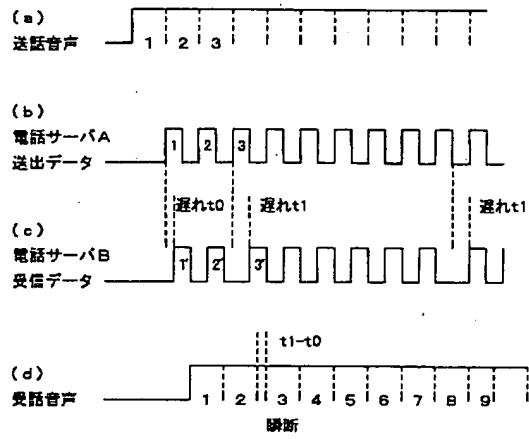 (a)
送話音声
1 2 3
(b)
電話サーバA
送出データ
1 2 3
遅れt0 遅れt1 遅れt1
(c)
電話サーバB
受信データ
1' 2' 3'
t1-t0
(d)
受話音声
1 2 3 4 5 6 7 8 9
瞬断